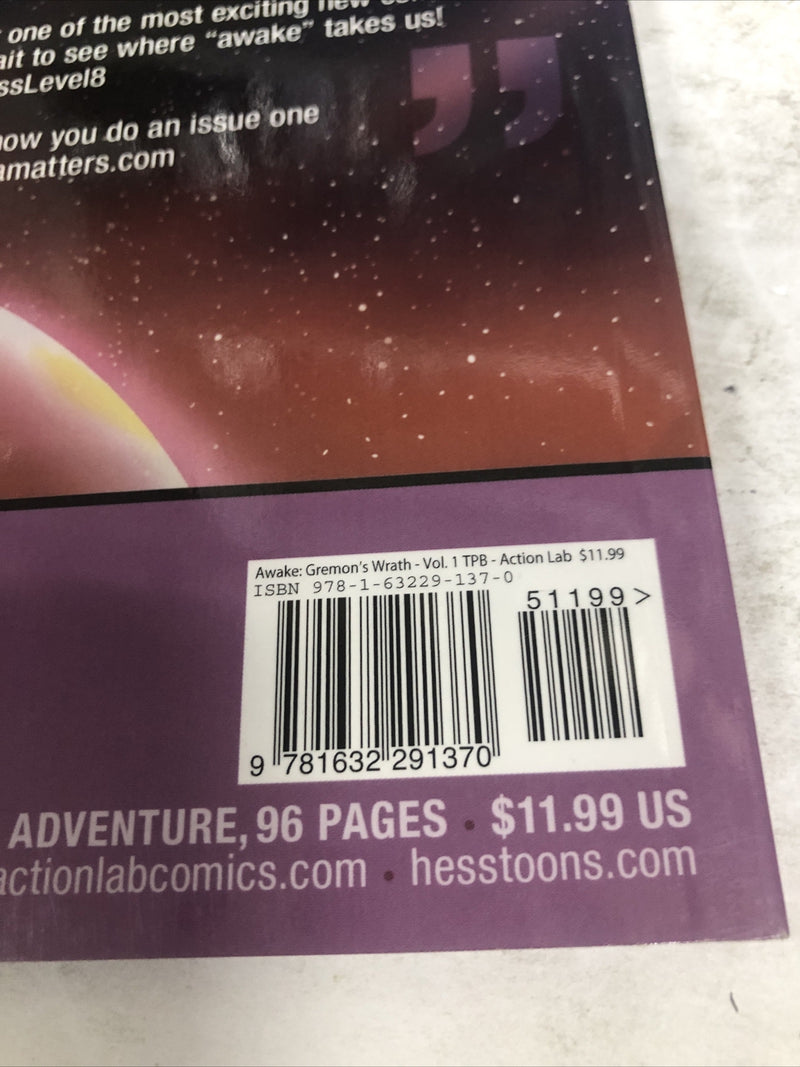 one of the most exciting new
ait to see where “awake” takes us!
ssLevel8
now you do an issue one
amatters.com
”
Awake: Gremon's Wrath - Vol. 1 TPB - Action Lab $11.99
ISBN 978-1-63229-137-0
51199>
9 781632 291370
ADVENTURE, 96 PAGES • $11.99 US
actionlabcomics.com • hesstoons.com